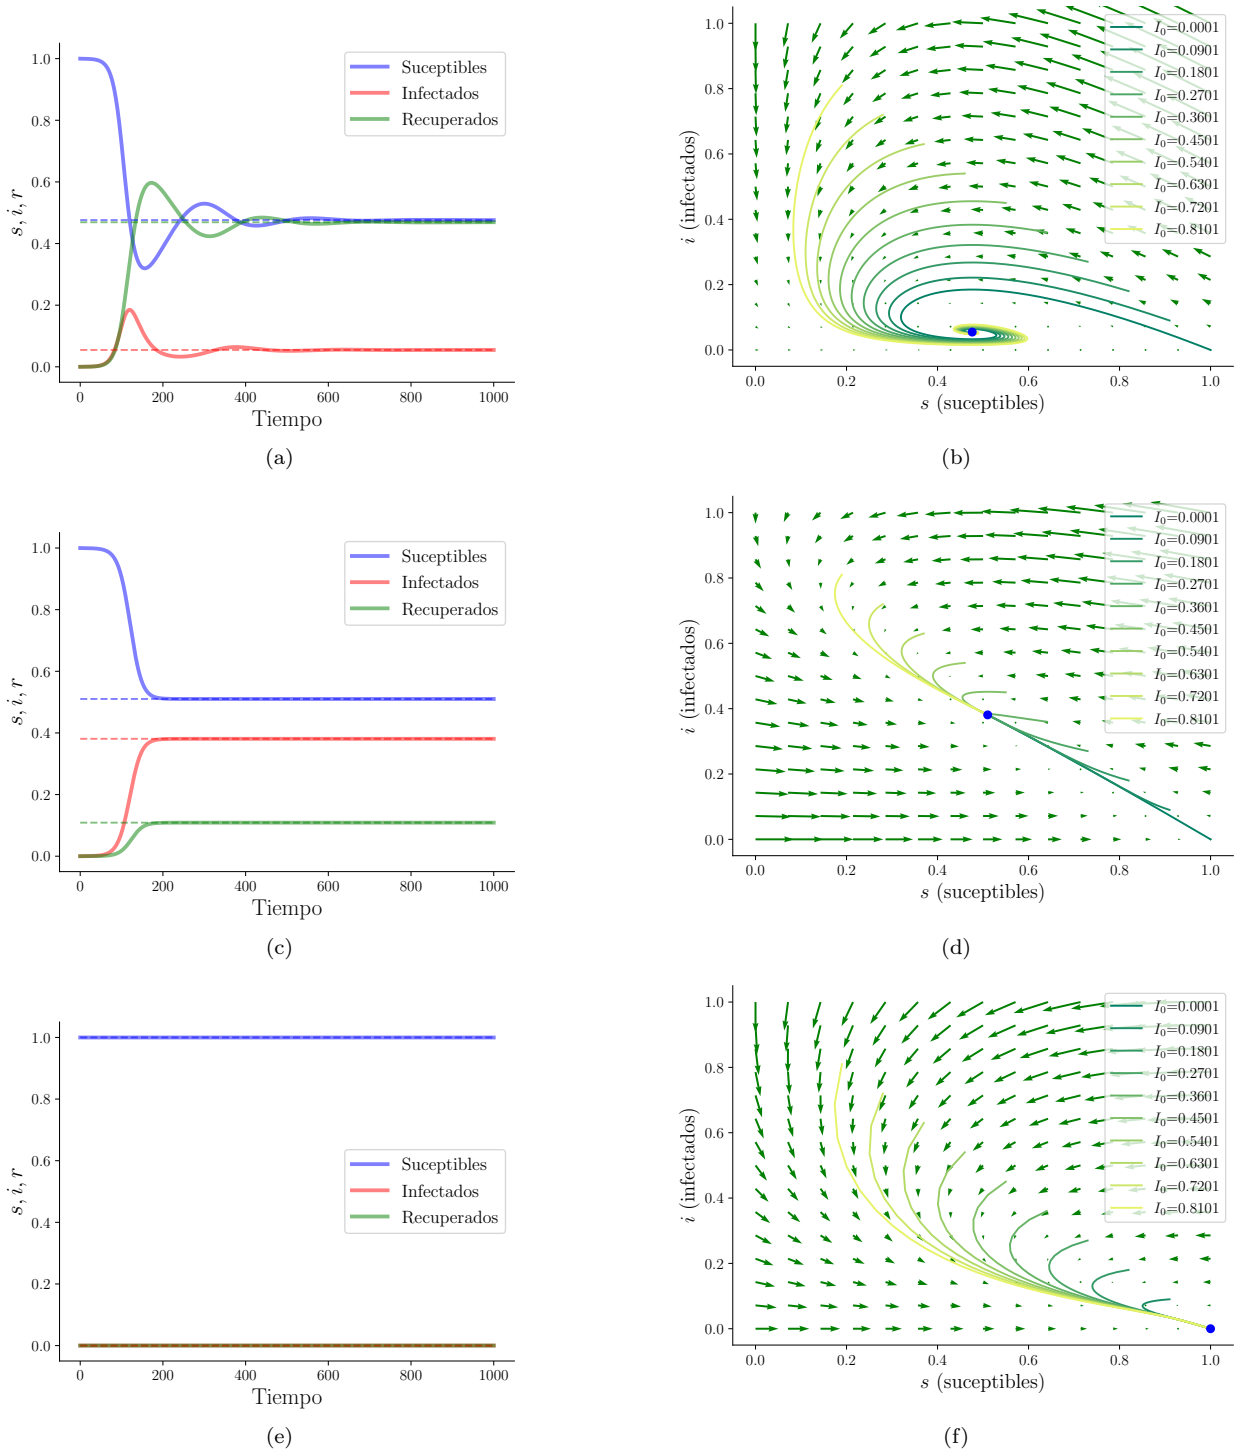 1.0
0.8
0.6
0.4
0.2
0.0
s, i, r
0 200 400 600 800 1000
Tiempo
Suceptibles
Infectados
Recuperados
(a)
1.0
0.8
0.6
0.4
0.2
0.0
i (infectados)
0.0 0.2 0.4 0.6 0.8 1.0
s (suceptibles)
I0=0.0001
I0=0.0901
I0=0.1801
I0=0.2701
I0=0.3601
I0=0.4501
I0=0.5401
I0=0.6301
I0=0.7201
I0=0.8101
(b)
1.0
0.8
0.6
0.4
0.2
0.0
s, i, r
0 200 400 600 800 1000
Tiempo
Suceptibles
Infectados
Recuperados
(c)
1.0
0.8
0.6
0.4
0.2
0.0
i (infectados)
0.0 0.2 0.4 0.6 0.8 1.0
s (suceptibles)
I0=0.0001
I0=0.0901
I0=0.1801
I0=0.2701
I0=0.3601
I0=0.4501
I0=0.5401
I0=0.6301
I0=0.7201
I0=0.8101
(d)
1.0
0.8
0.6
0.4
0.2
0.0
s, i, r
0 200 400 600 800 1000
Tiempo
Suceptibles
Infectados
Recuperados
(e)
1.0
0.8
0.6
0.4
0.2
0.0
i (infectados)
0.0 0.2 0.4 0.6 0.8 1.0
s (suceptibles)
I0=0.0001
I0=0.0901
I0=0.1801
I0=0.2701
I0=0.3601
I0=0.4501
I0=0.5401
I0=0.6301
I0=0.7201
I0=0.8101
(f)